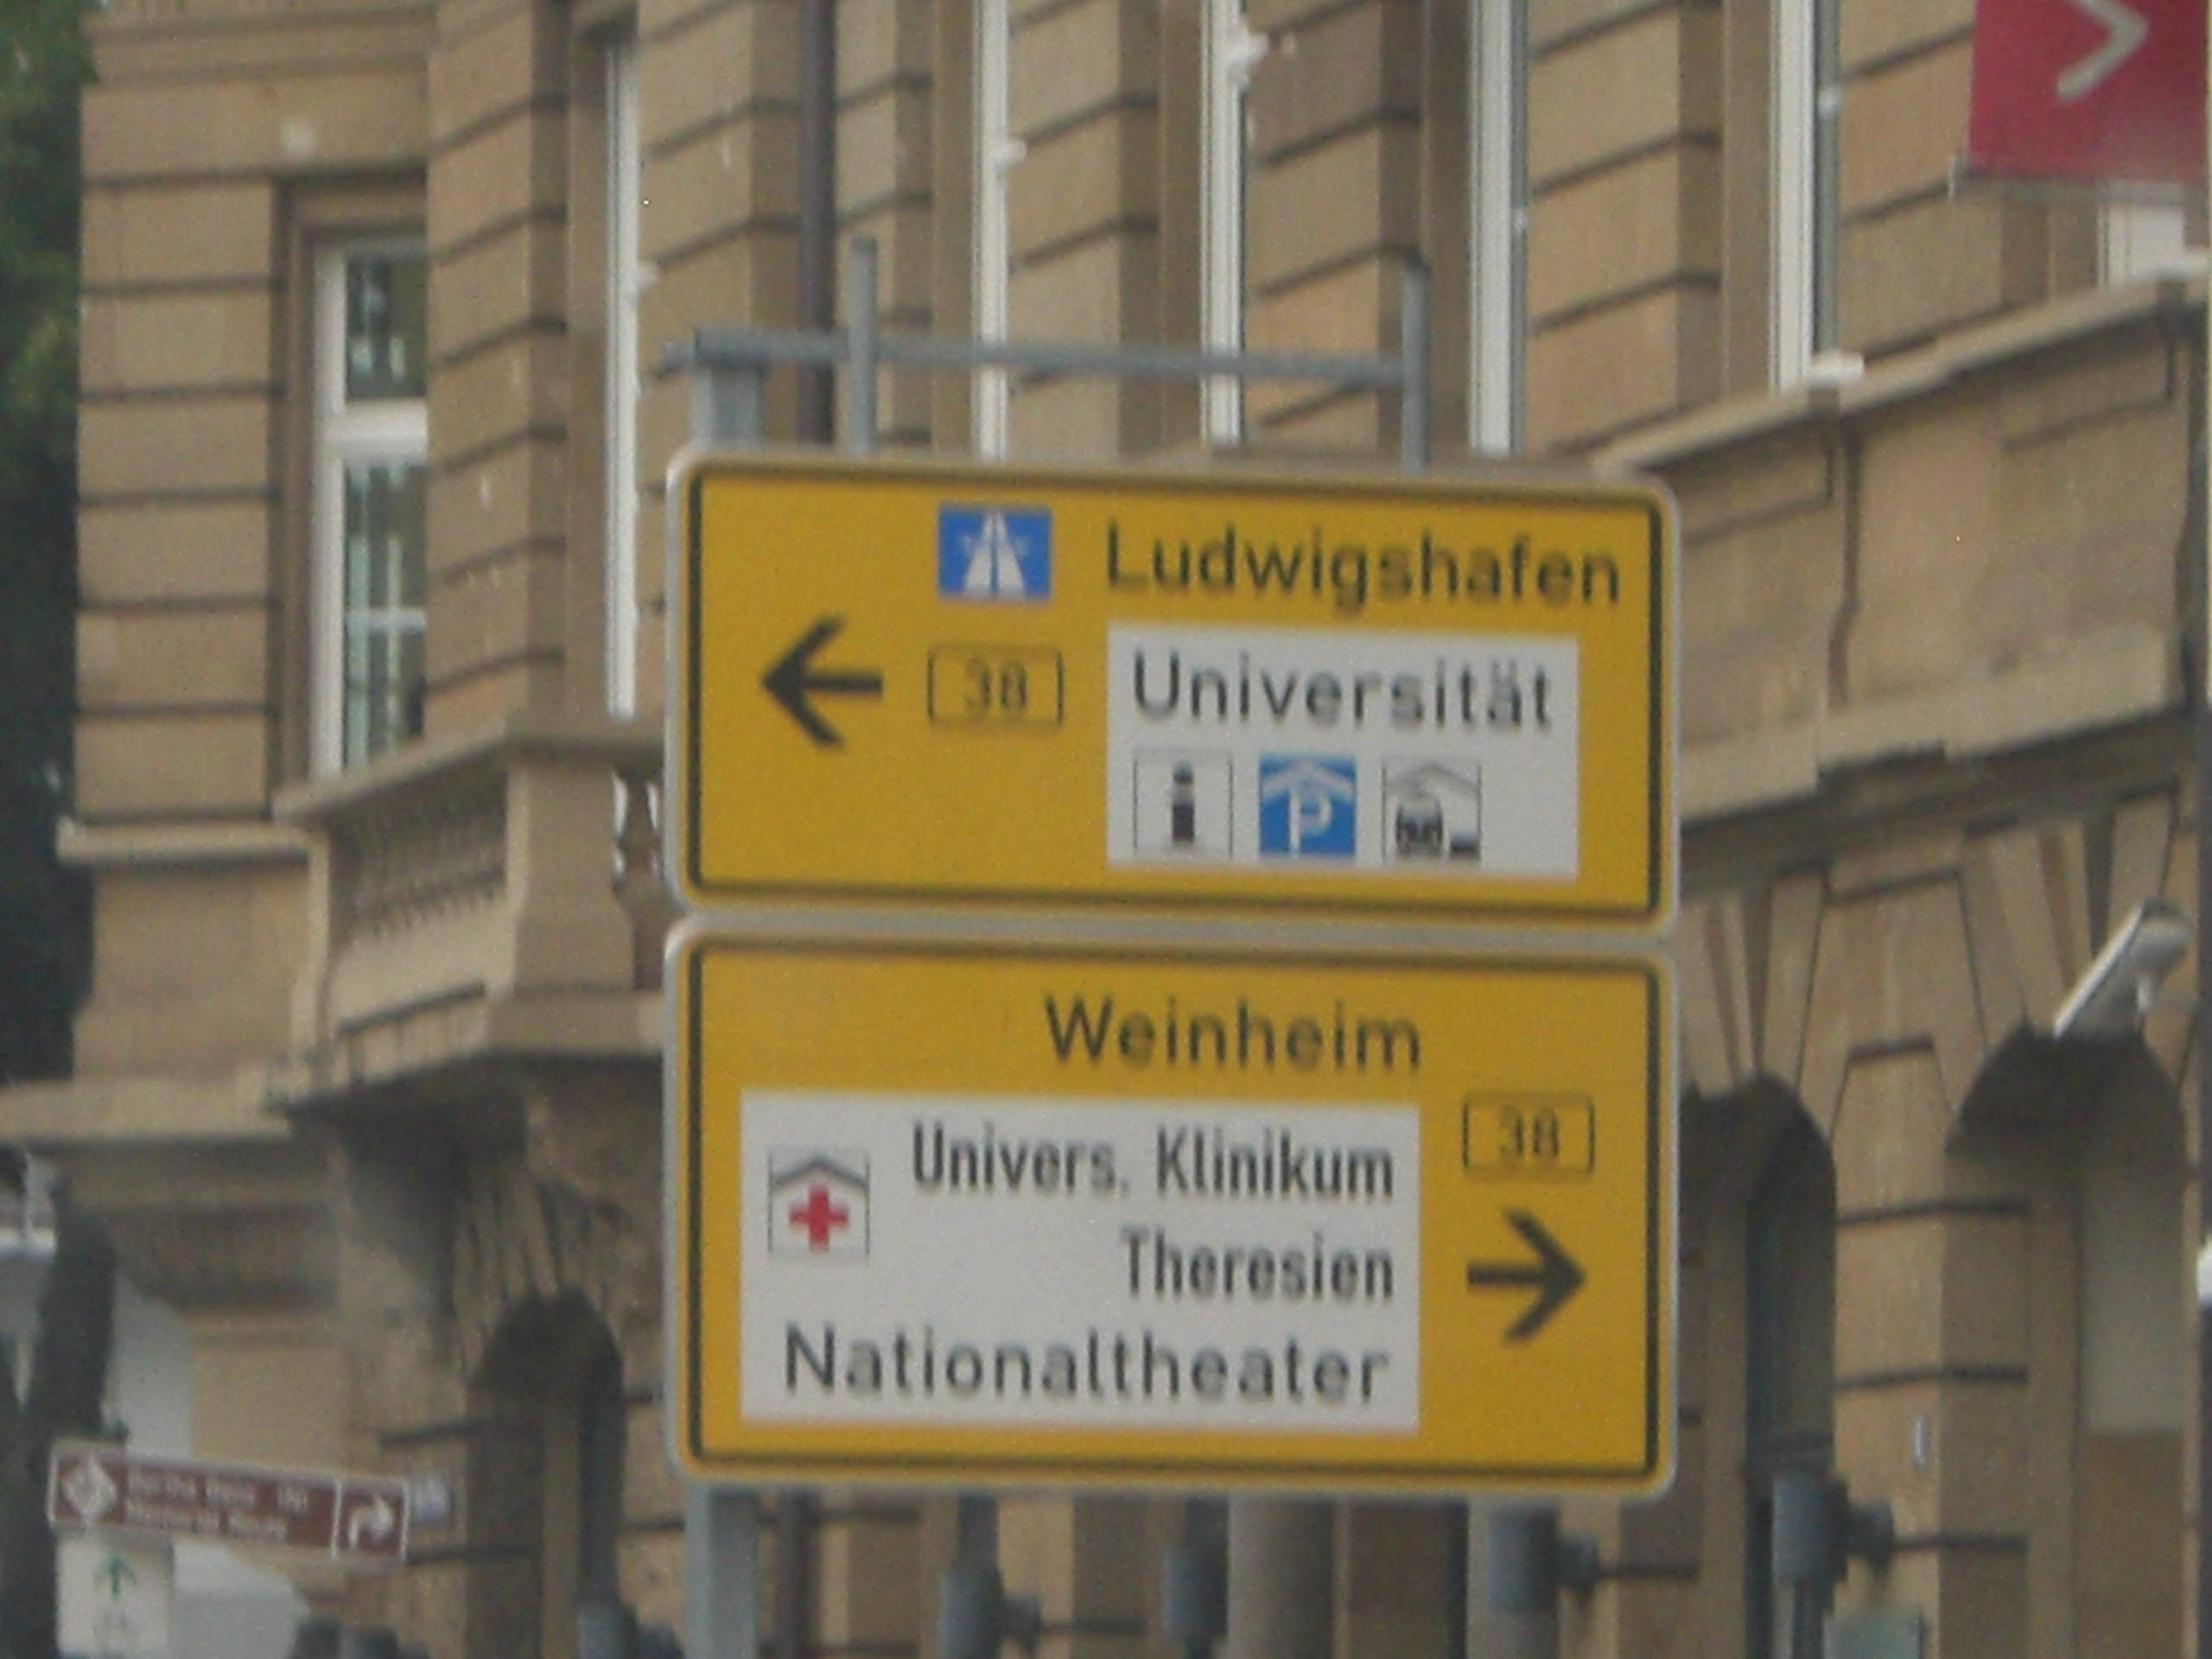 Ludwigshafen
38
Universität
i
P
Weinheim
38
Univers. Klinikum
Theresien
Nationaltheater